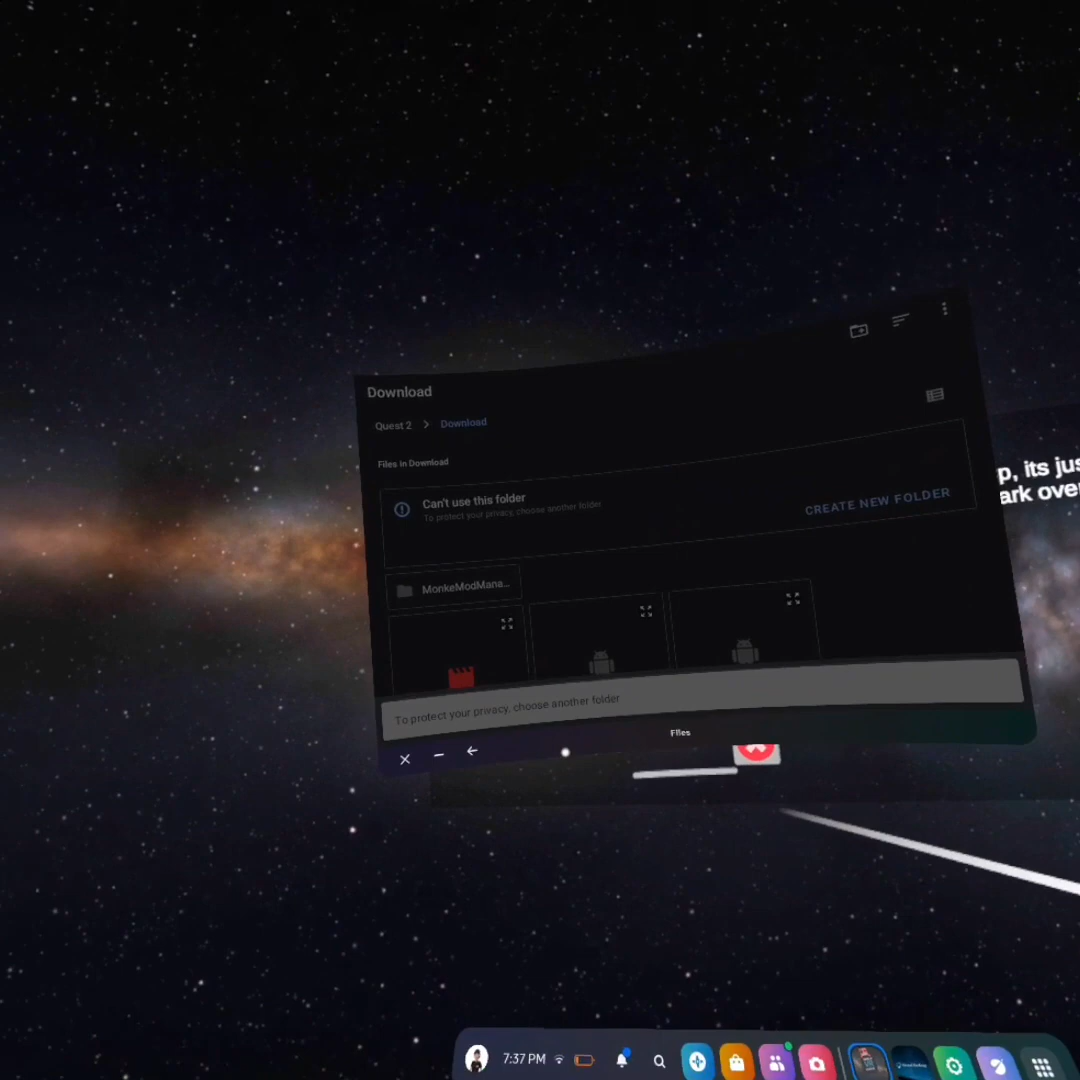 Download
Quest 2 > Download
Files in Download
Can't use this folder
To protect your privacy, choose another folder
CREATE NEW FOLDER
MonkeModMana...
To protect your privacy, choose another folder
Files
p, its jus
ark over
7:37 PM